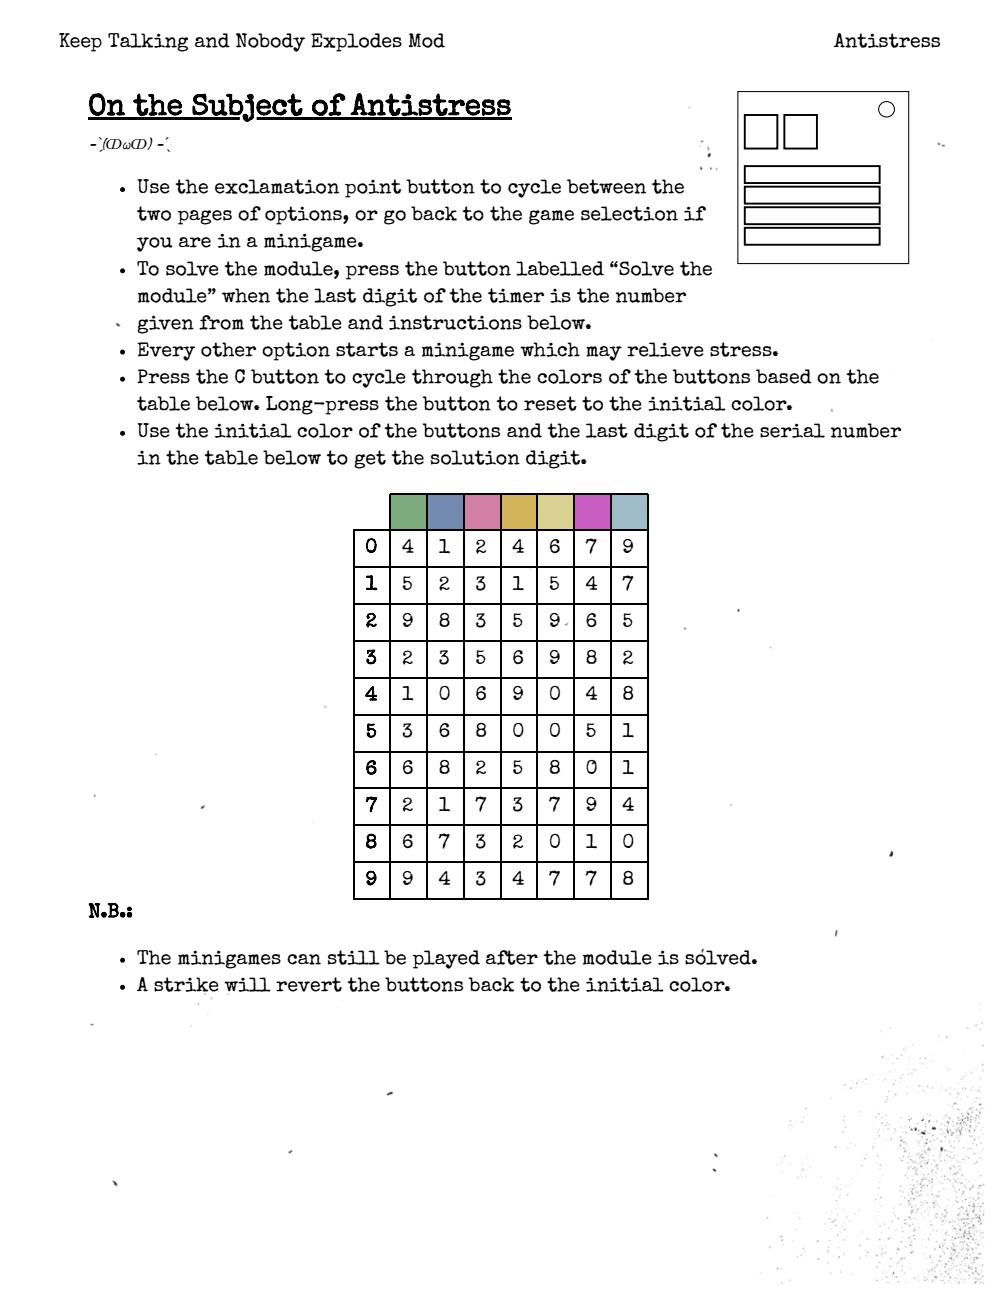 Keep Talking and Nobody Explodes Mod Antistress
On the Subject of Antistress
• Use the exclamation point button to cycle between the
two pages of options, or go back to the game selection if
you are in a minigame.
• To solve the module, press the button labelled “Solve the
module” when the last digit of the timer is the number
given from the table and instructions below.
• Every other option starts a minigame which may relieve stress.
• Press the C button to cycle through the colors of the buttons based on the
table below. Long-press the button to reset to the initial color.
• Use the initial color of the buttons and the last digit of the serial number
in the table below to get the solution digit.
0 4 1 2 4 6 7 9
1 5 2 3 1 5 4 7
2 9 8 3 5 9 6 5
3 2 3 5 6 9 8 2
4 1 0 6 9 0 4 8
5 3 6 8 0 0 5 1
6 6 8 2 5 8 0 1
7 2 1 7 3 7 9 4
8 6 7 3 2 0 1 0
9 9 4 3 4 7 7 8
N.B.:
• The minigames can still be played after the module is solved.
• A strike will revert the buttons back to the initial color.